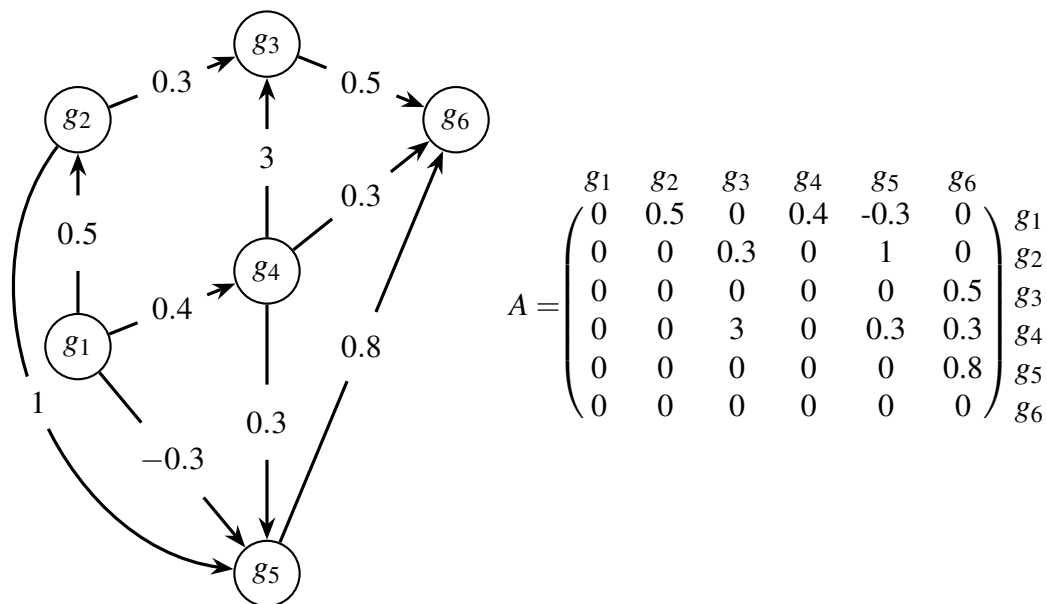 g3
0.3
0.5
g2
g6
3
0.3
0.5
g4
0.4
g1
0.8
1
0.3
−0.3
g5
g1 g2 g3 g4 g5 g6
0 0.5 0 0.4 -0.3 0 g1
0 0 0.3 0 1 0 g2
A = 0 0 0 0 0 0.5 g3
0 0 3 0 0.3 0.3 g4
0 0 0 0 0 0.8 g5
0 0 0 0 0 0 g6